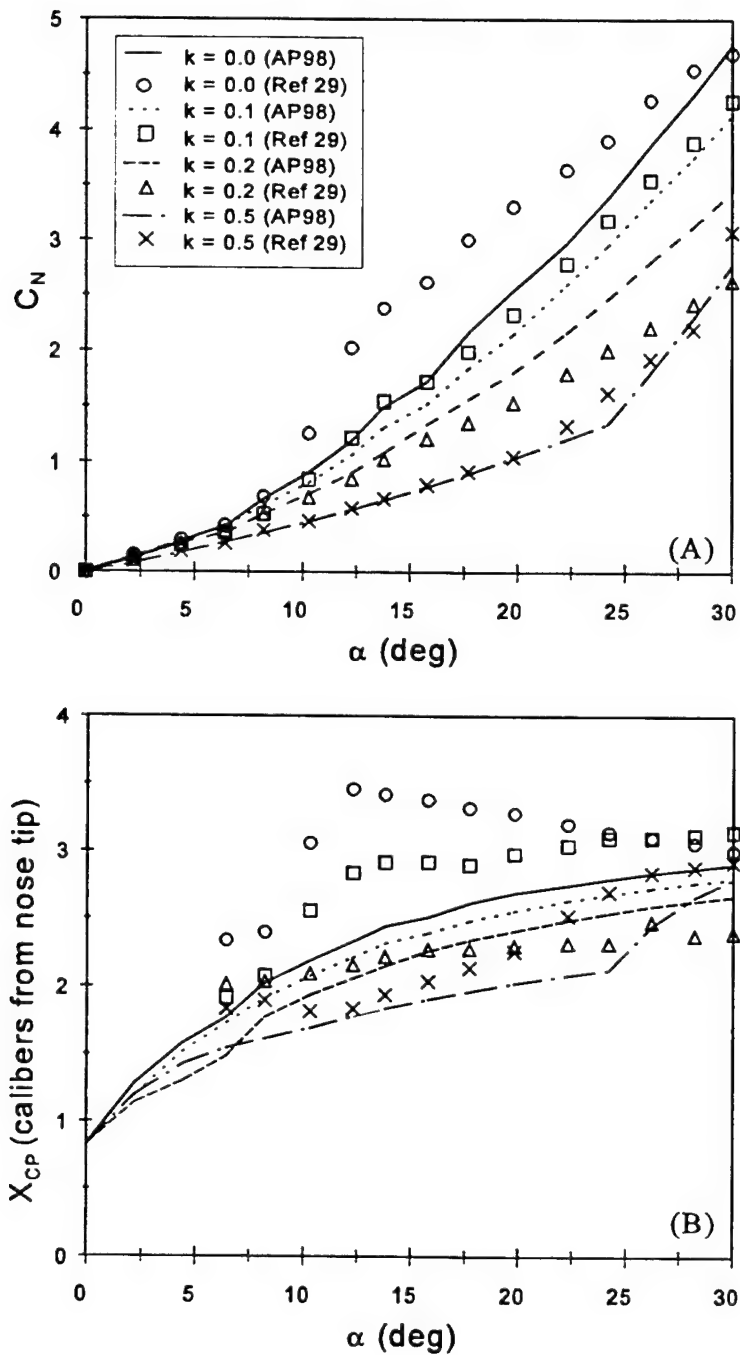 5
4
3
2
1
0
C_N
k = 0.0 (AP98)
k = 0.0 (Ref 29)
k = 0.1 (AP98)
k = 0.1 (Ref 29)
k = 0.2 (AP98)
k = 0.2 (Ref 29)
k = 0.5 (AP98)
k = 0.5 (Ref 29)
(A)
0 5 10 15 20 25 30
α (deg)
4
3
2
1
0
X_CP (calibers from nose tip)
(B)
0 5 10 15 20 25 30
α (deg)